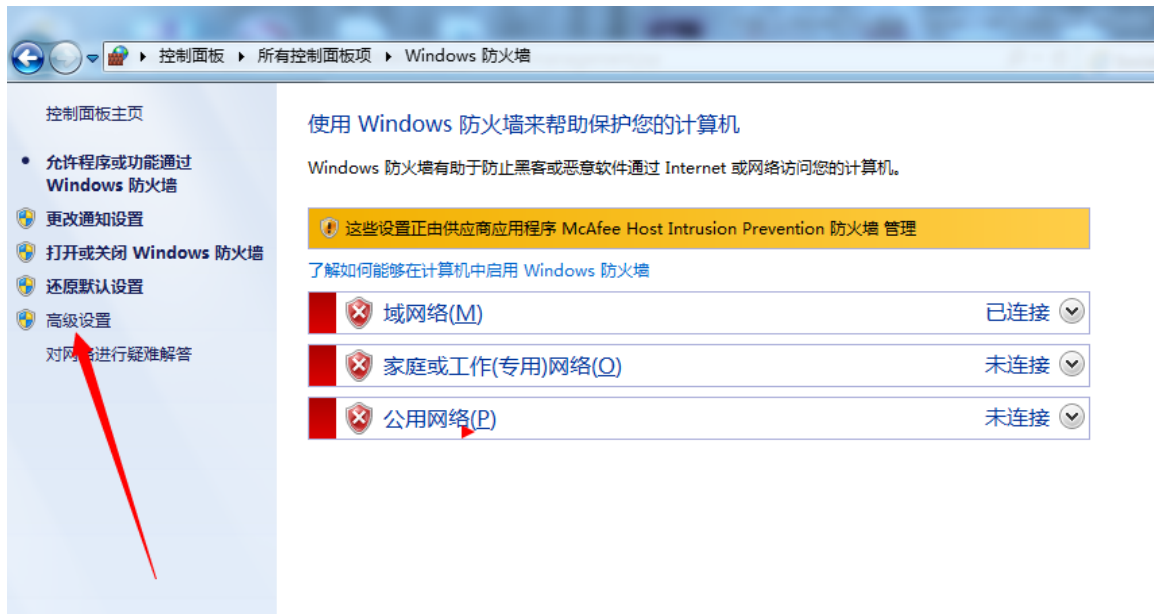 控制面板 ▸ 所有控制面板项 ▸ Windows 防火墙
控制面板主页
允许程序或功能通过
Windows 防火墙
更改通知设置
打开或关闭 Windows 防火墙
还原默认设置
高级设置
对网络进行疑难解答
使用 Windows 防火墙来帮助保护您的计算机
Windows 防火墙有助于防止黑客或恶意软件通过 Internet 或网络访问您的计算机。
这些设置正由供应商应用程序 McAfee Host Intrusion Prevention 防火墙 管理
了解如何能够在计算机中启用 Windows 防火墙
域网络(M) 已连接
家庭或工作(专用)网络(O) 未连接
公用网络(P) 未连接